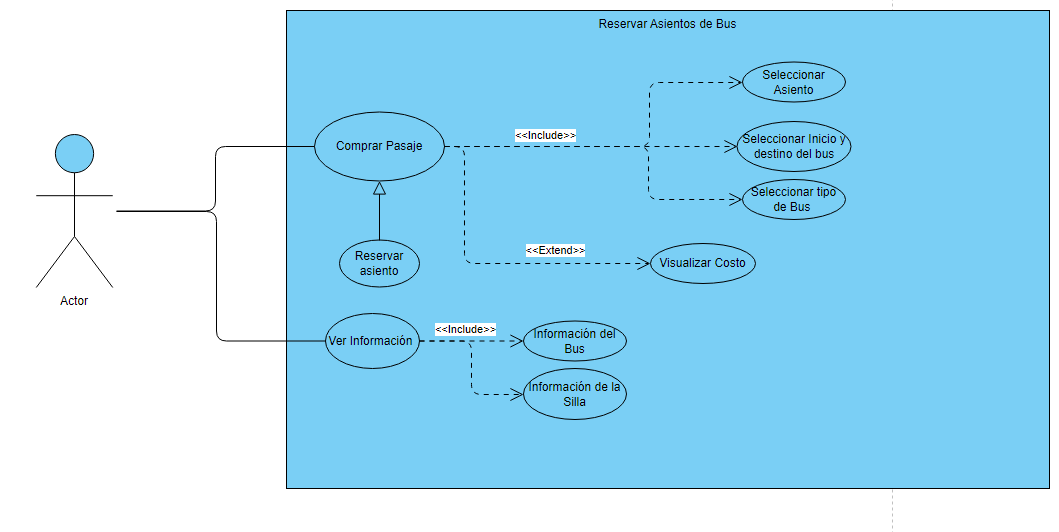 Reservar Asientos de Bus
Seleccionar
Asiento
Comprar Pasaje
<<Include>>
Seleccionar Inicio y
destino del bus
Seleccionar tipo
de Bus
Reservar
asiento
<<Extend>>
Visualizar Costo
Actor
Ver Información
<<Include>>
Información del
Bus
Información de la
Silla